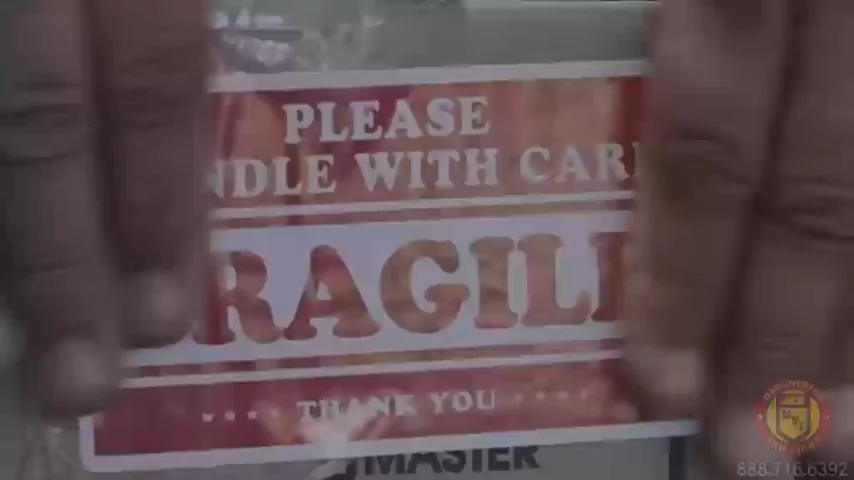 PLEASE
NDLE WITH CAR
RAGIL
THANK YOU
MASTER
888.716.6392